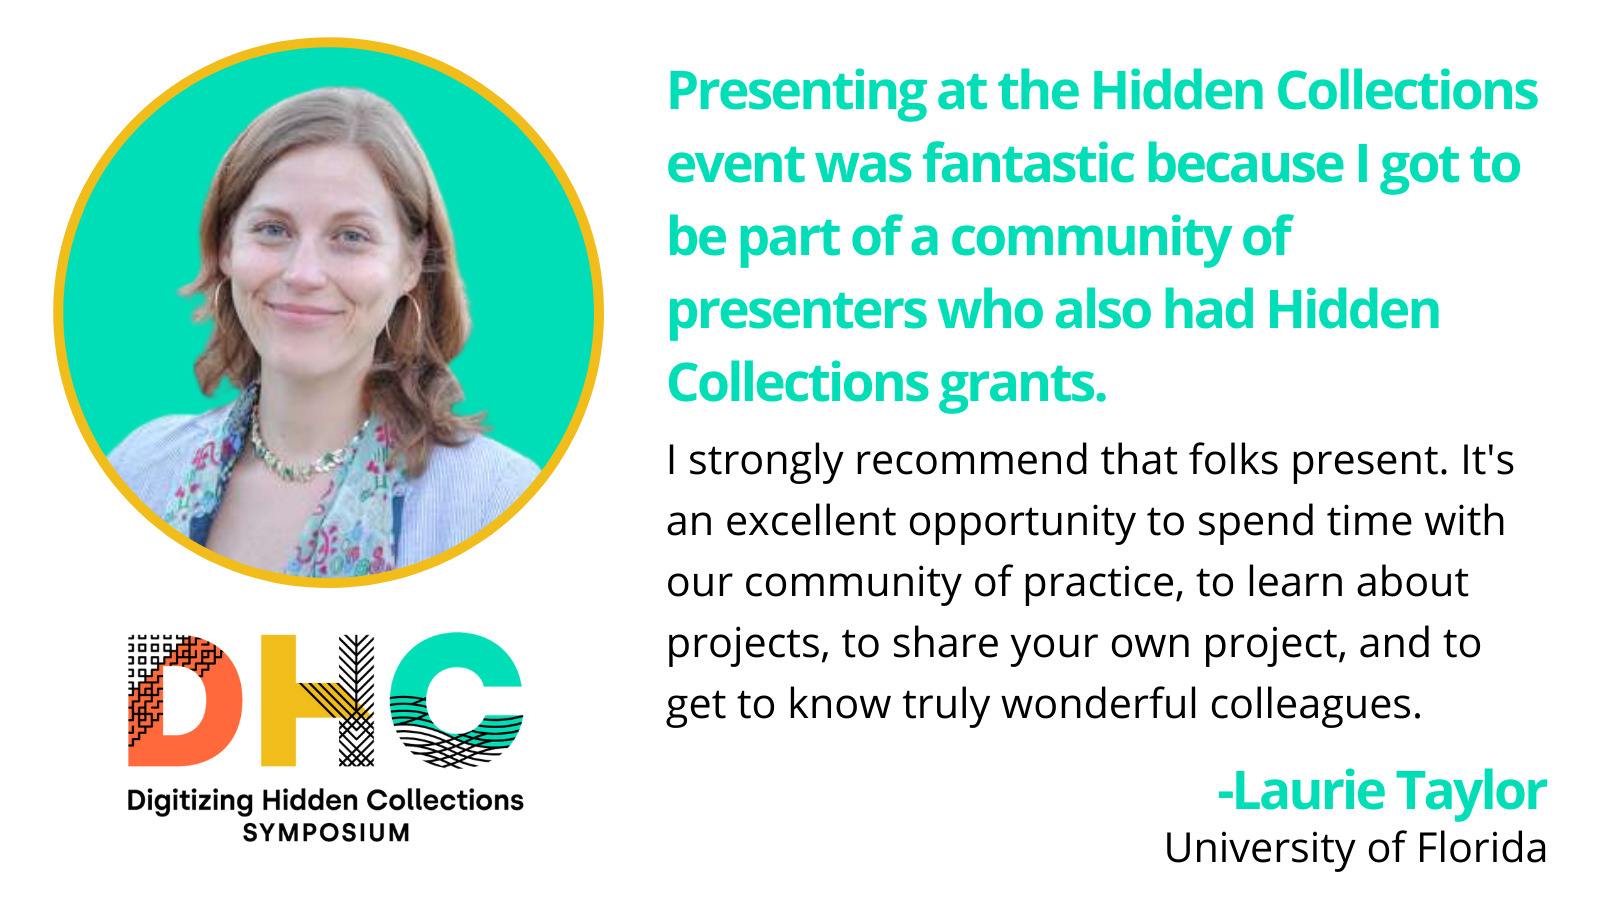 Presenting at the Hidden Collections
event was fantastic because I got to
be part of a community of
presenters who also had Hidden
Collections grants.
I strongly recommend that folks present. It's
an excellent opportunity to spend time with
our community of practice, to learn about
projects, to share your own project, and to
get to know truly wonderful colleagues.
-Laurie Taylor
University of Florida
DHC
Digitizing Hidden Collections
SYMPOSIUM